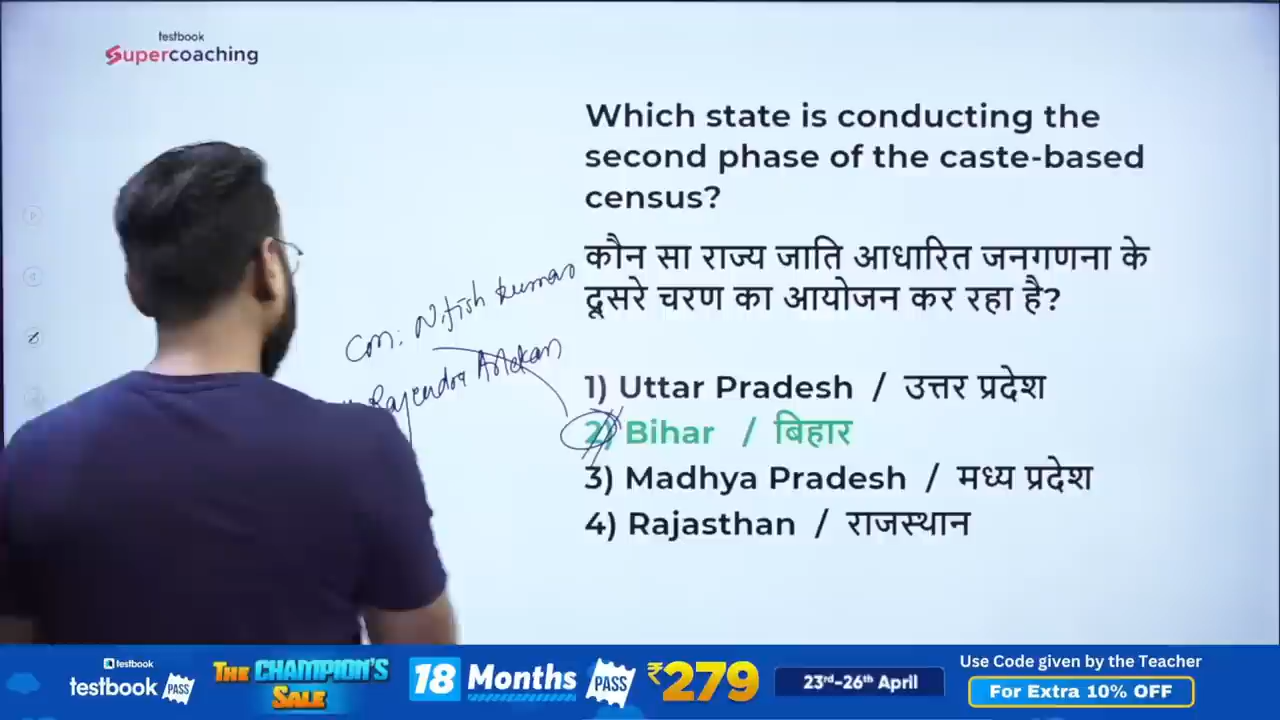 testbook
Supercoaching
Which state is conducting the
second phase of the caste-based
census?
कौन सा राज्य जाति आधारित जनगणना के
दूसरे चरण का आयोजन कर रहा है?
Cm: Nitish Kumar
Rajendra Arlekar
1) Uttar Pradesh / उत्तर प्रदेश
2) Bihar / बिहार
3) Madhya Pradesh / मध्य प्रदेश
4) Rajasthan / राजस्थान
testbook
testbook PASS
THE CHAMPION'S
SALE
18 Months PASS ₹279
23rd-26th April
Use Code given by the Teacher
For Extra 10% OFF